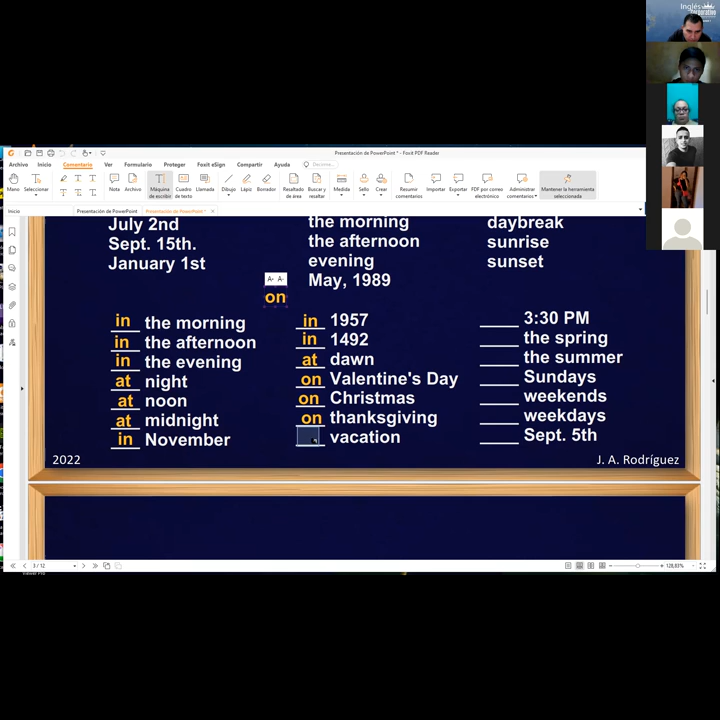 Inglés
Corporativo
Presentación de PowerPoint * - Foxit PDF Reader
Archivo Inicio Comentario Ver Formulario Proteger Foxit eSign Compartir Ayuda
Mano Seleccionar Nota Archivo Máquina de escribir Cuadro de texto Llamada Dibujo Lápiz Borrador Resaltado de área Buscar y resaltar Medida Sello Crear Resumir comentarios Importar Exportar PDF por correo electrónico Administrar comentarios Mantener la herramienta seleccionada
Inicio Presentación de PowerPoint Presentación de PowerPoint *
July 2nd
Sept. 15th.
January 1st
the morning
the afternoon
evening
May, 1989
daybreak
sunrise
sunset
A+ A-
on
in the morning
in the afternoon
in the evening
at night
at noon
at midnight
in November
in 1957
in 1492
at dawn
on Valentine's Day
on Christmas
on thanksgiving
vacation
3:30 PM
the spring
the summer
Sundays
weekends
weekdays
Sept. 5th
2022
J. A. Rodríguez
3 / 12
128,83%